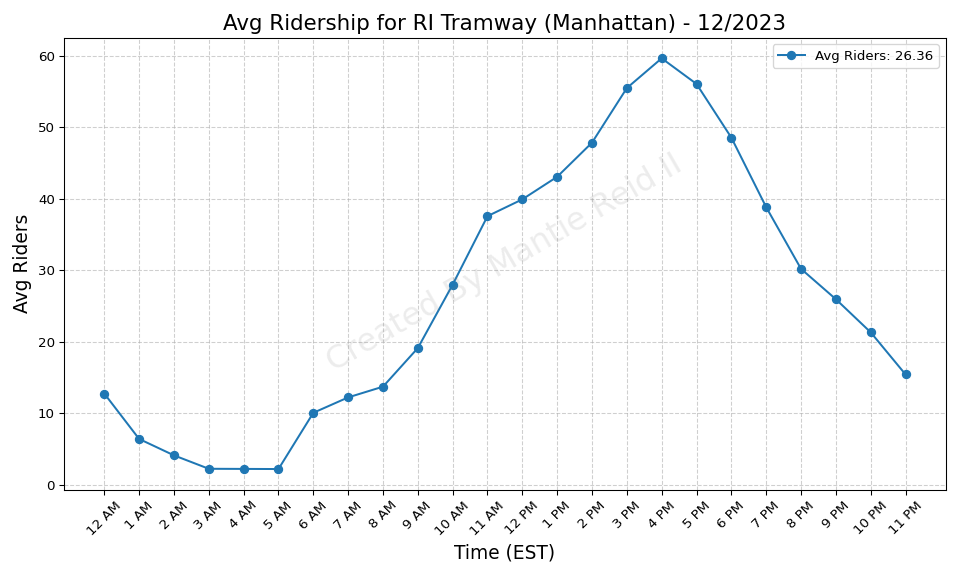 Avg Ridership for RI Tramway (Manhattan) - 12/2023
Avg Riders: 26.36
60
50
40
30
20
10
0
Avg Riders
Created By Mantie Reid II
12 AM
1 AM
2 AM
3 AM
4 AM
5 AM
6 AM
7 AM
8 AM
9 AM
10 AM
11 AM
12 PM
1 PM
2 PM
3 PM
4 PM
5 PM
6 PM
7 PM
8 PM
9 PM
10 PM
11 PM
Time (EST)